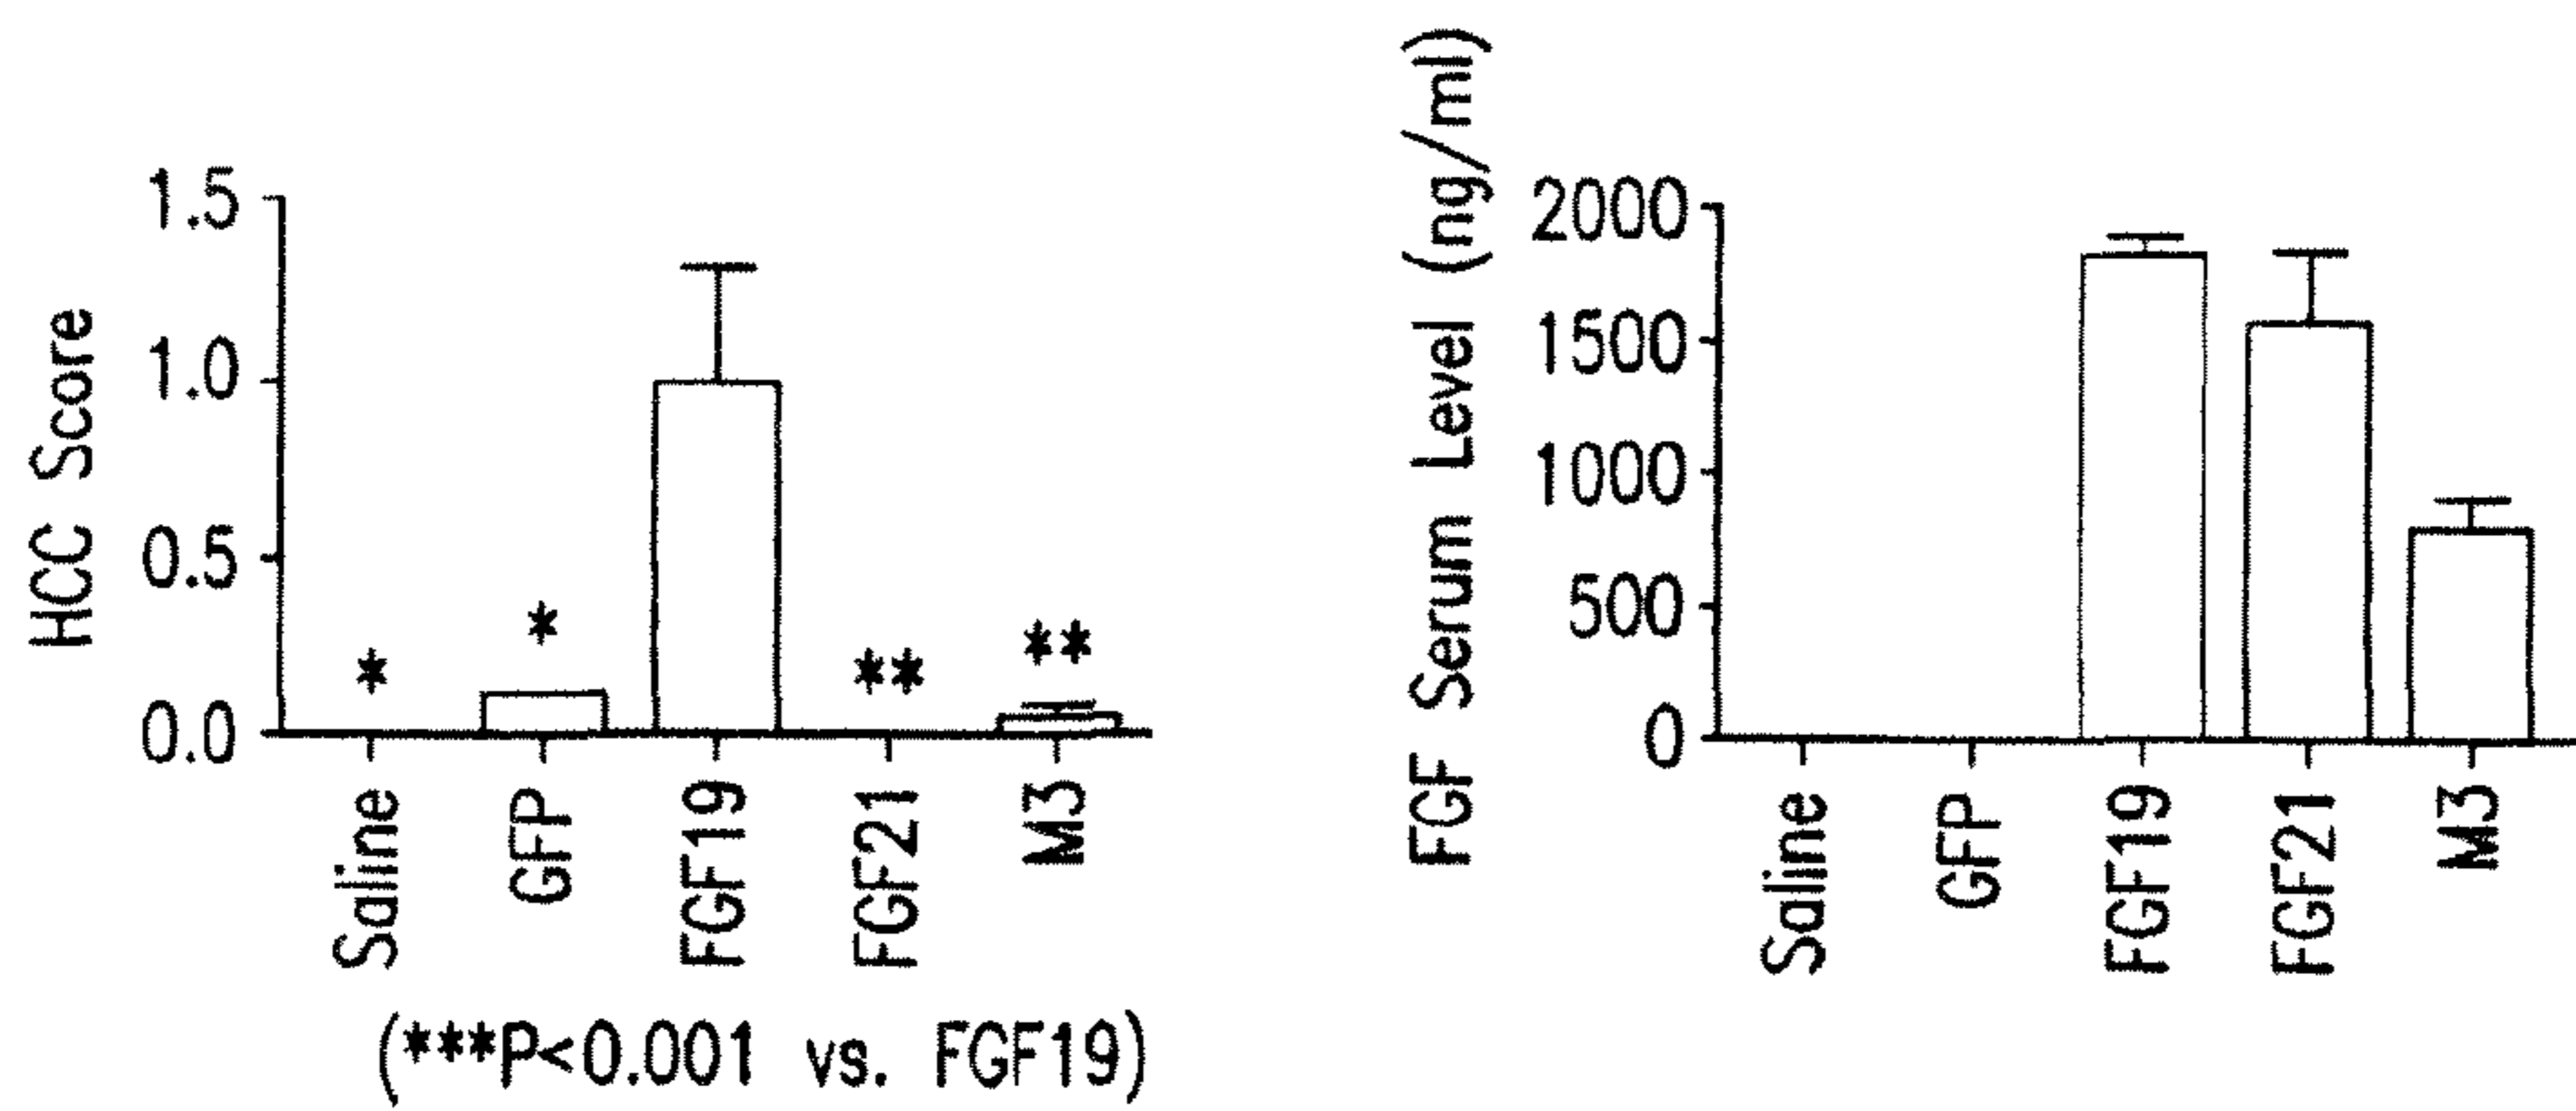 HCC Score
1.5
1.0
0.5
0.0
*
*
**
**
Saline
GFP
FGF19
FGF21
M3
(***P<0.001 vs. FGF19)
FGF Serum Level (ng/ml)
2000
1500
1000
500
0
Saline
GFP
FGF19
FGF21
M3